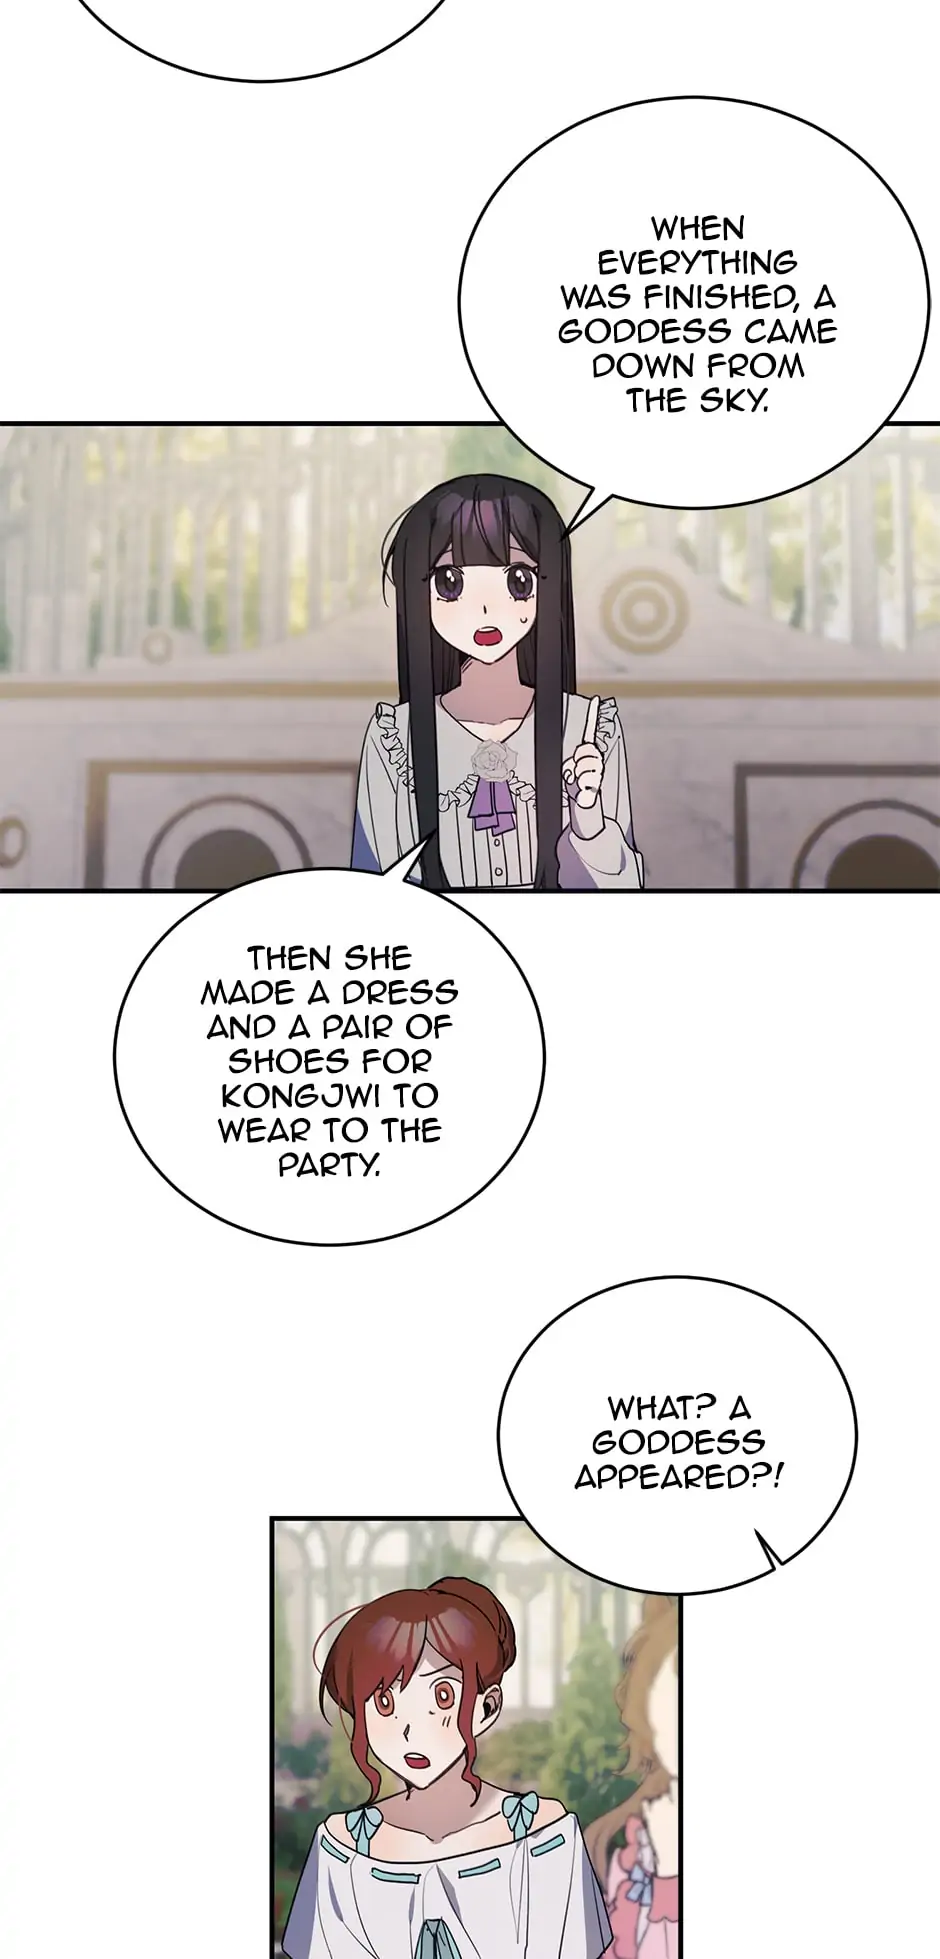 WHEN
EVERYTHING
WAS FINISHED, A
GODDESS CAME
DOWN FROM
THE SKY.
THEN SHE
MADE A DRESS
AND A PAIR OF
SHOES FOR
KONGJWI TO
WEAR TO THE
PARTY.
WHAT? A
GODDESS
APPEARED?!